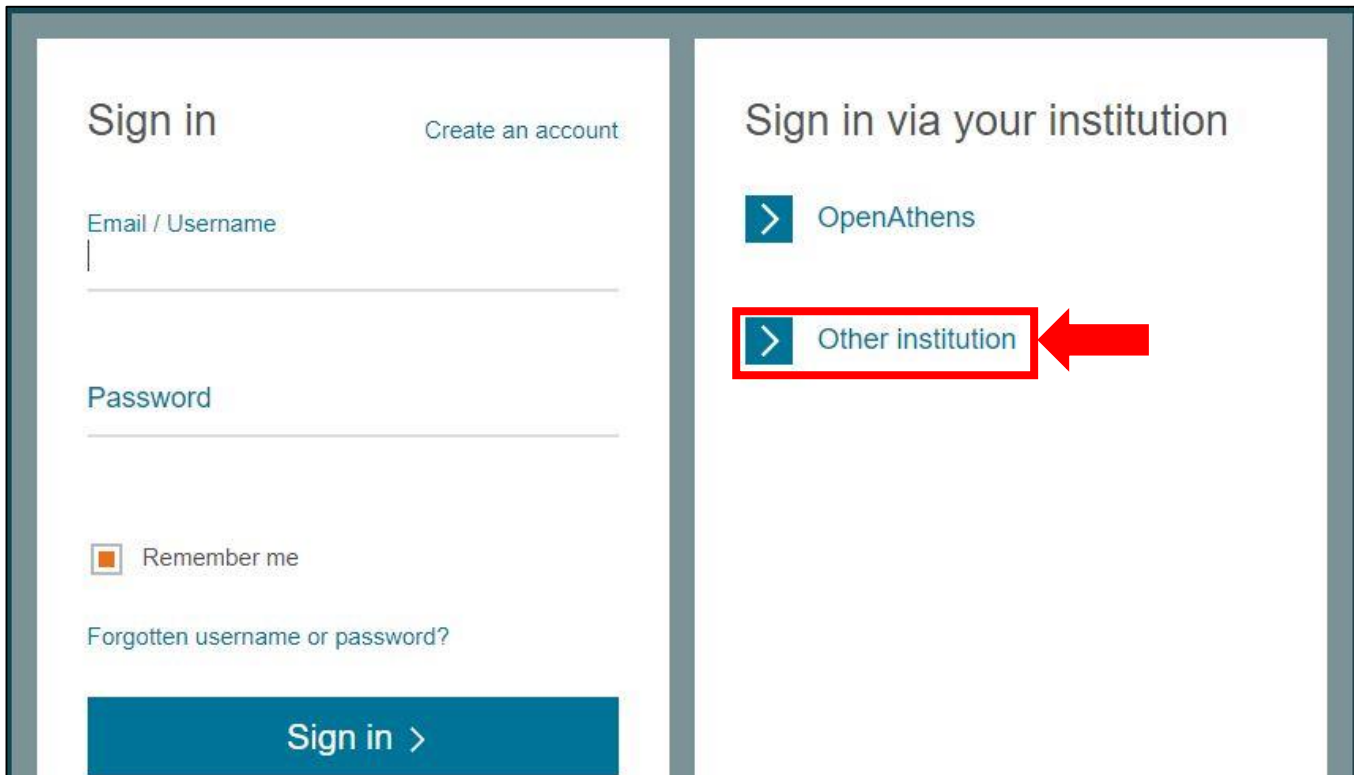 Sign in
Create an account
Email / Username
Password
Remember me
Forgotten username or password?
Sign in >
Sign in via your institution
OpenAthens
Other institution